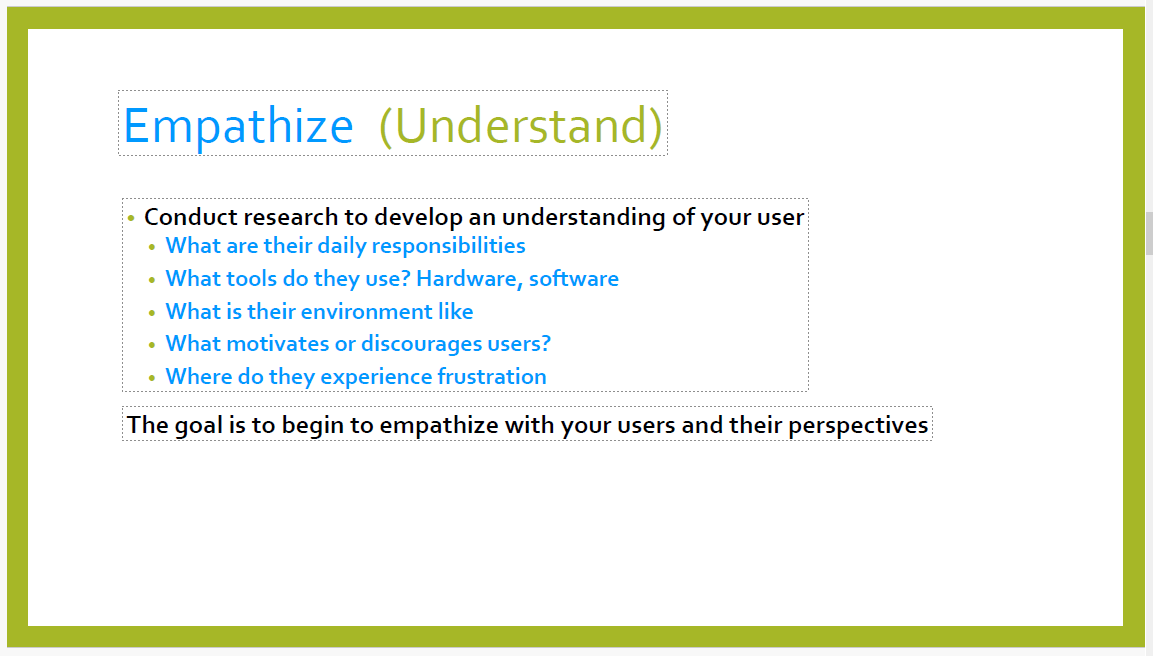 Empathize (Understand)
• Conduct research to develop an understanding of your user
• What are their daily responsibilities
• What tools do they use? Hardware, software
• What is their environment like
• What motivates or discourages users?
• Where do they experience frustration
The goal is to begin to empathize with your users and their perspectives